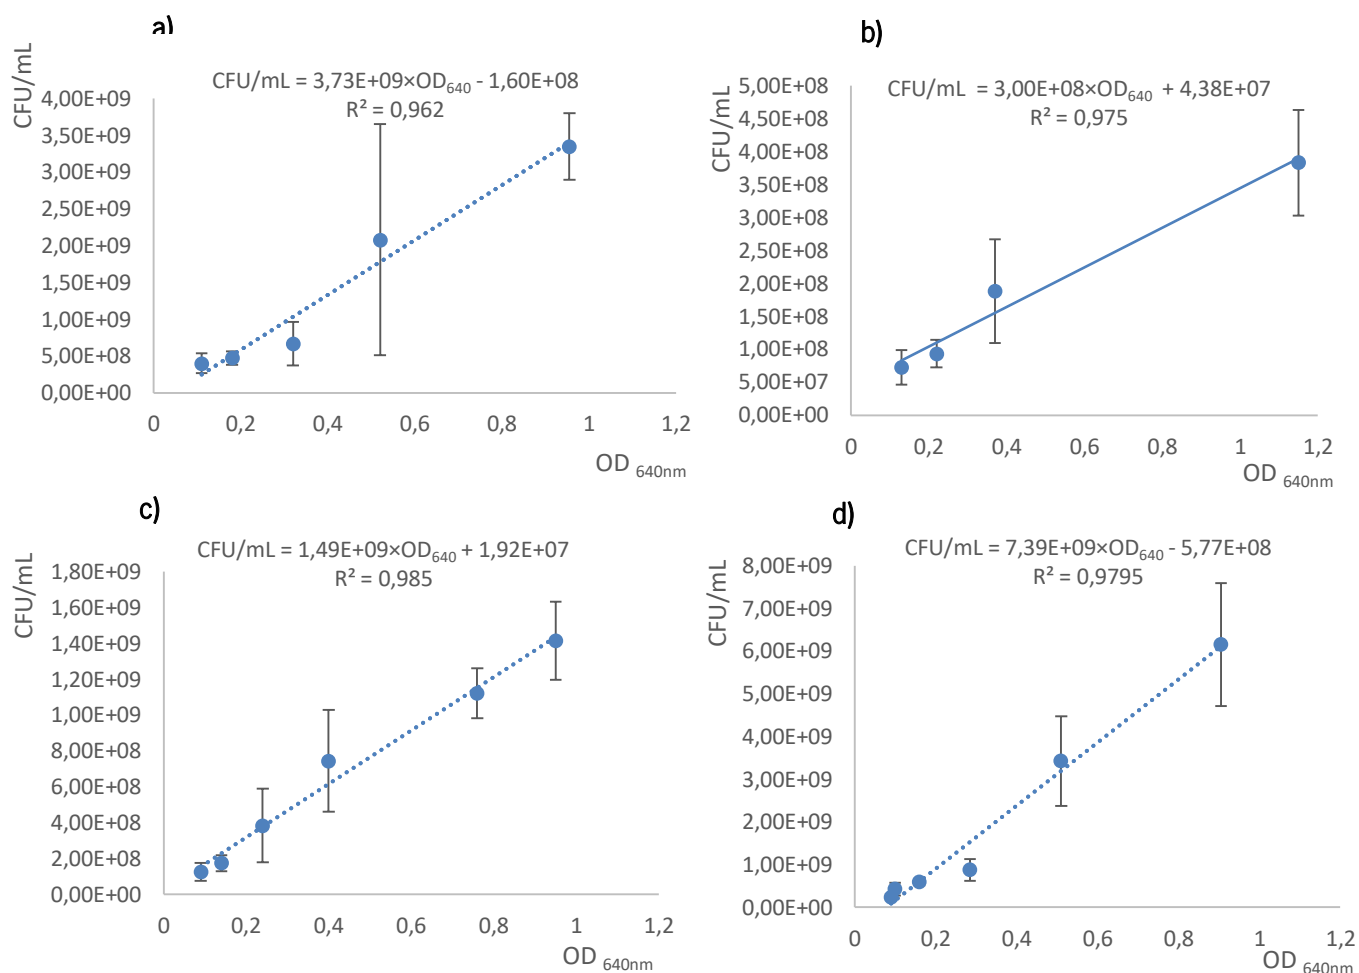 a)
CFU/mL
CFU/mL = 3,73E+09×OD640 - 1,60E+08
R² = 0,962
4,00E+09
3,50E+09
3,00E+09
2,50E+09
2,00E+09
1,50E+09
1,00E+09
5,00E+08
0,00E+00
0 0,2 0,4 0,6 0,8 1 1,2
OD 640nm
b)
CFU/mL
CFU/mL = 3,00E+08×OD640 + 4,38E+07
R² = 0,975
5,00E+08
4,50E+08
4,00E+08
3,50E+08
3,00E+08
2,50E+08
2,00E+08
1,50E+08
1,00E+08
5,00E+07
0,00E+00
0 0,2 0,4 0,6 0,8 1 1,2
OD 640nm
c)
CFU/mL
CFU/mL = 1,49E+09×OD640 + 1,92E+07
R² = 0,985
1,80E+09
1,60E+09
1,40E+09
1,20E+09
1,00E+09
8,00E+08
6,00E+08
4,00E+08
2,00E+08
0,00E+00
0 0,2 0,4 0,6 0,8 1 1,2
OD 640nm
d)
CFU/mL
CFU/mL = 7,39E+09×OD640 - 5,77E+08
R² = 0,9795
8,00E+09
7,00E+09
6,00E+09
5,00E+09
4,00E+09
3,00E+09
2,00E+09
1,00E+09
0,00E+00
0 0,2 0,4 0,6 0,8 1 1,2
OD 640nm